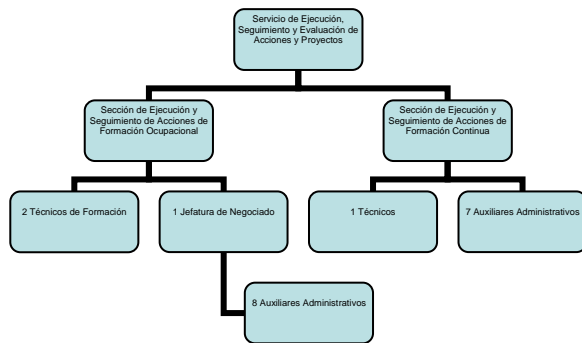 Servicio de Ejecución,
Seguimiento y Evaluación de
Acciones y Proyectos
Sección de Ejecución y
Seguimiento de Acciones de
Formación Ocupacional
Sección de Ejecución y
Seguimiento de Acciones de
Formación Continua
2 Técnicos de Formación
1 Jefatura de Negociado
1 Técnicos
7 Auxiliares Administrativos
8 Auxiliares Administrativos